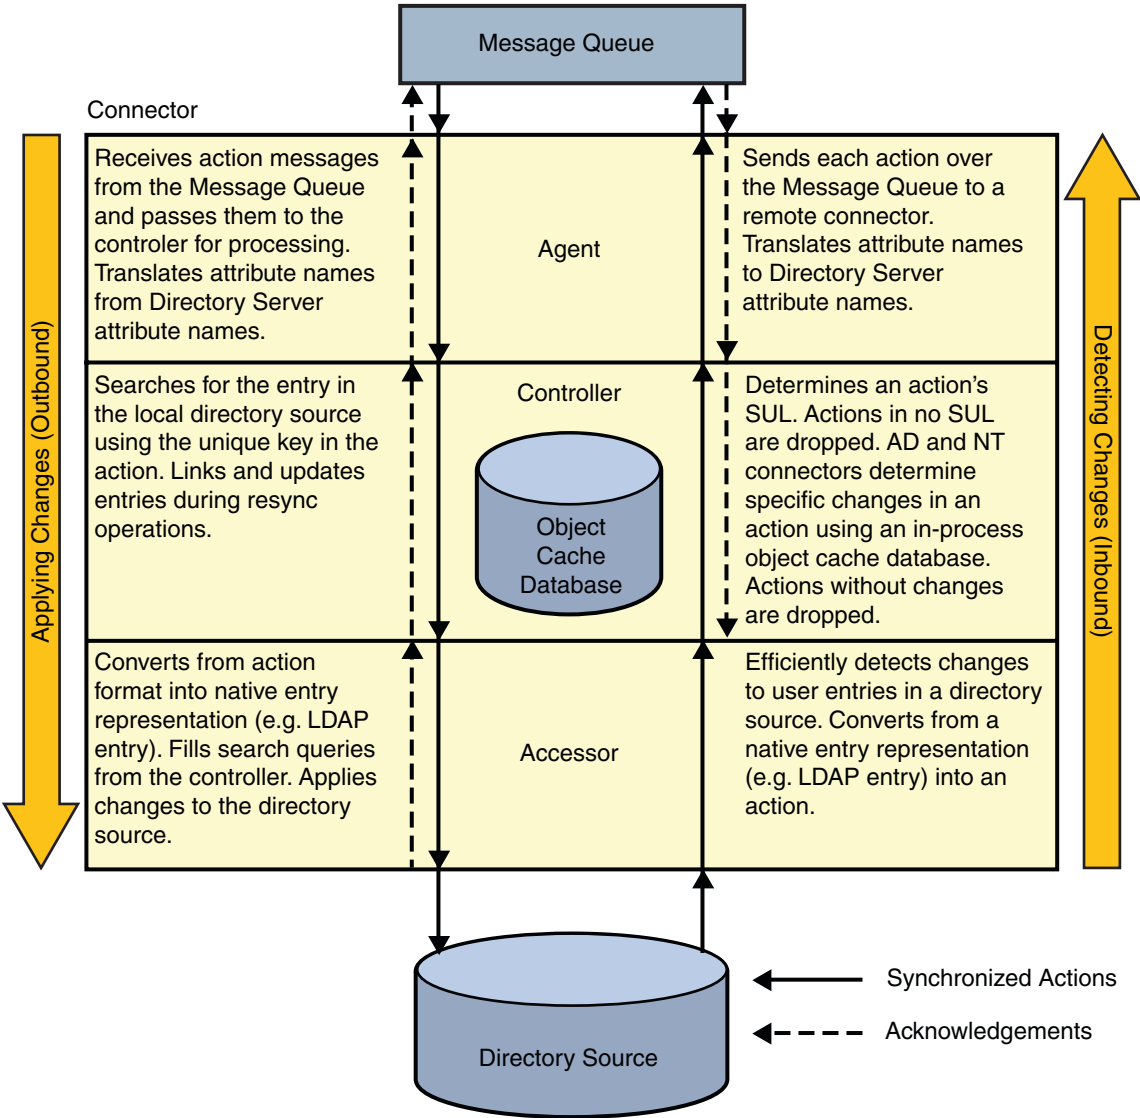 Message Queue
Connector
Applying Changes (Outbound)
Receives action messages
from the Message Queue
and passes them to the
controler for processing.
Translates attribute names
from Directory Server
attribute names.
Agent
Sends each action over
the Message Queue to a
remote connector.
Translates attribute names
to Directory Server
attribute names.
Detecting Changes (Inbound)
Searches for the entry in
the local directory source
using the unique key in the
action. Links and updates
entries during resync
operations.
Controller
Object
Cache
Database
Determines an action's
SUL. Actions in no SUL
are dropped. AD and NT
connectors determine
specific changes in an
action using an in-process
object cache database.
Actions without changes
are dropped.
Converts from action
format into native entry
representation (e.g. LDAP
entry). Fills search queries
from the controller. Applies
changes to the directory
source.
Accessor
Efficiently detects changes
to user entries in a directory
source. Converts from a
native entry representation
(e.g. LDAP entry) into an
action.
Directory Source
Synchronized Actions
Acknowledgements